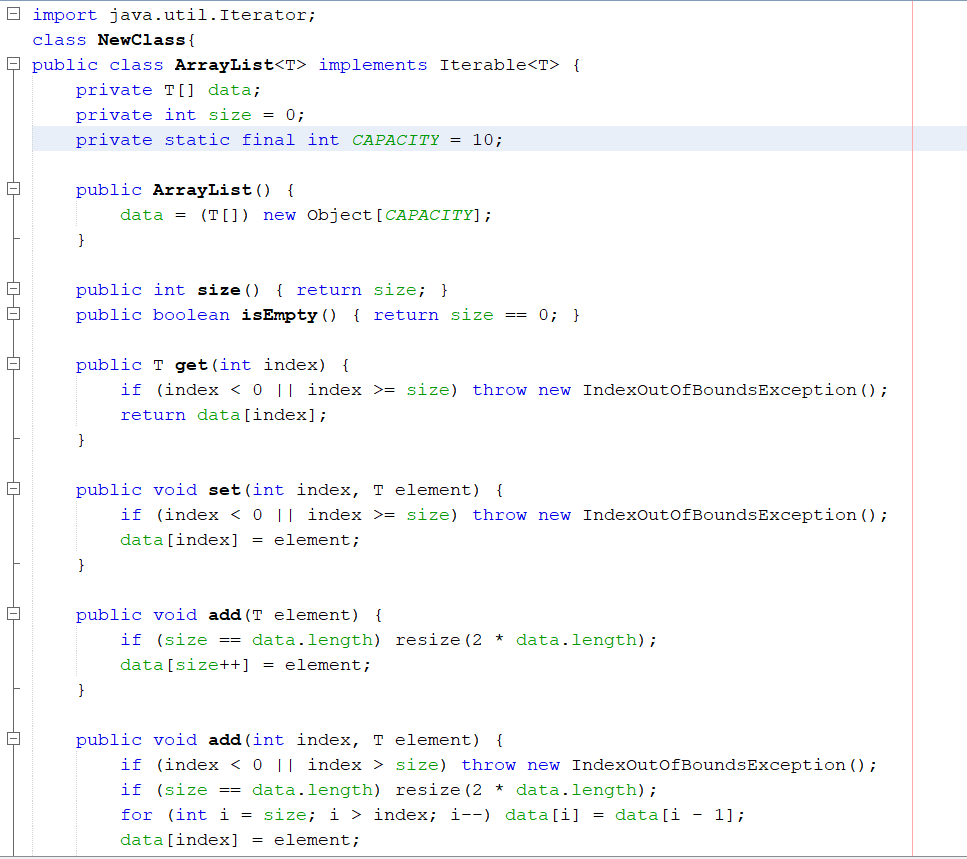 import java.util.Iterator;
class NewClass{
public class ArrayList<T> implements Iterable<T> {
    private T[] data;
    private int size = 0;
    private static final int CAPACITY = 10;
    public ArrayList() {
        data = (T[]) new Object[CAPACITY];
    }
    public int size() { return size; }
    public boolean isEmpty() { return size == 0; }
    public T get(int index) {
        if (index < 0 || index >= size) throw new IndexOutOfBoundsException();
        return data[index];
    }
    public void set(int index, T element) {
        if (index < 0 || index >= size) throw new IndexOutOfBoundsException();
        data[index] = element;
    }
    public void add(T element) {
        if (size == data.length) resize(2 * data.length);
        data[size++] = element;
    }
    public void add(int index, T element) {
        if (index < 0 || index > size) throw new IndexOutOfBoundsException();
        if (size == data.length) resize(2 * data.length);
        for (int i = size; i > index; i--) data[i] = data[i - 1];
        data[index] = element;